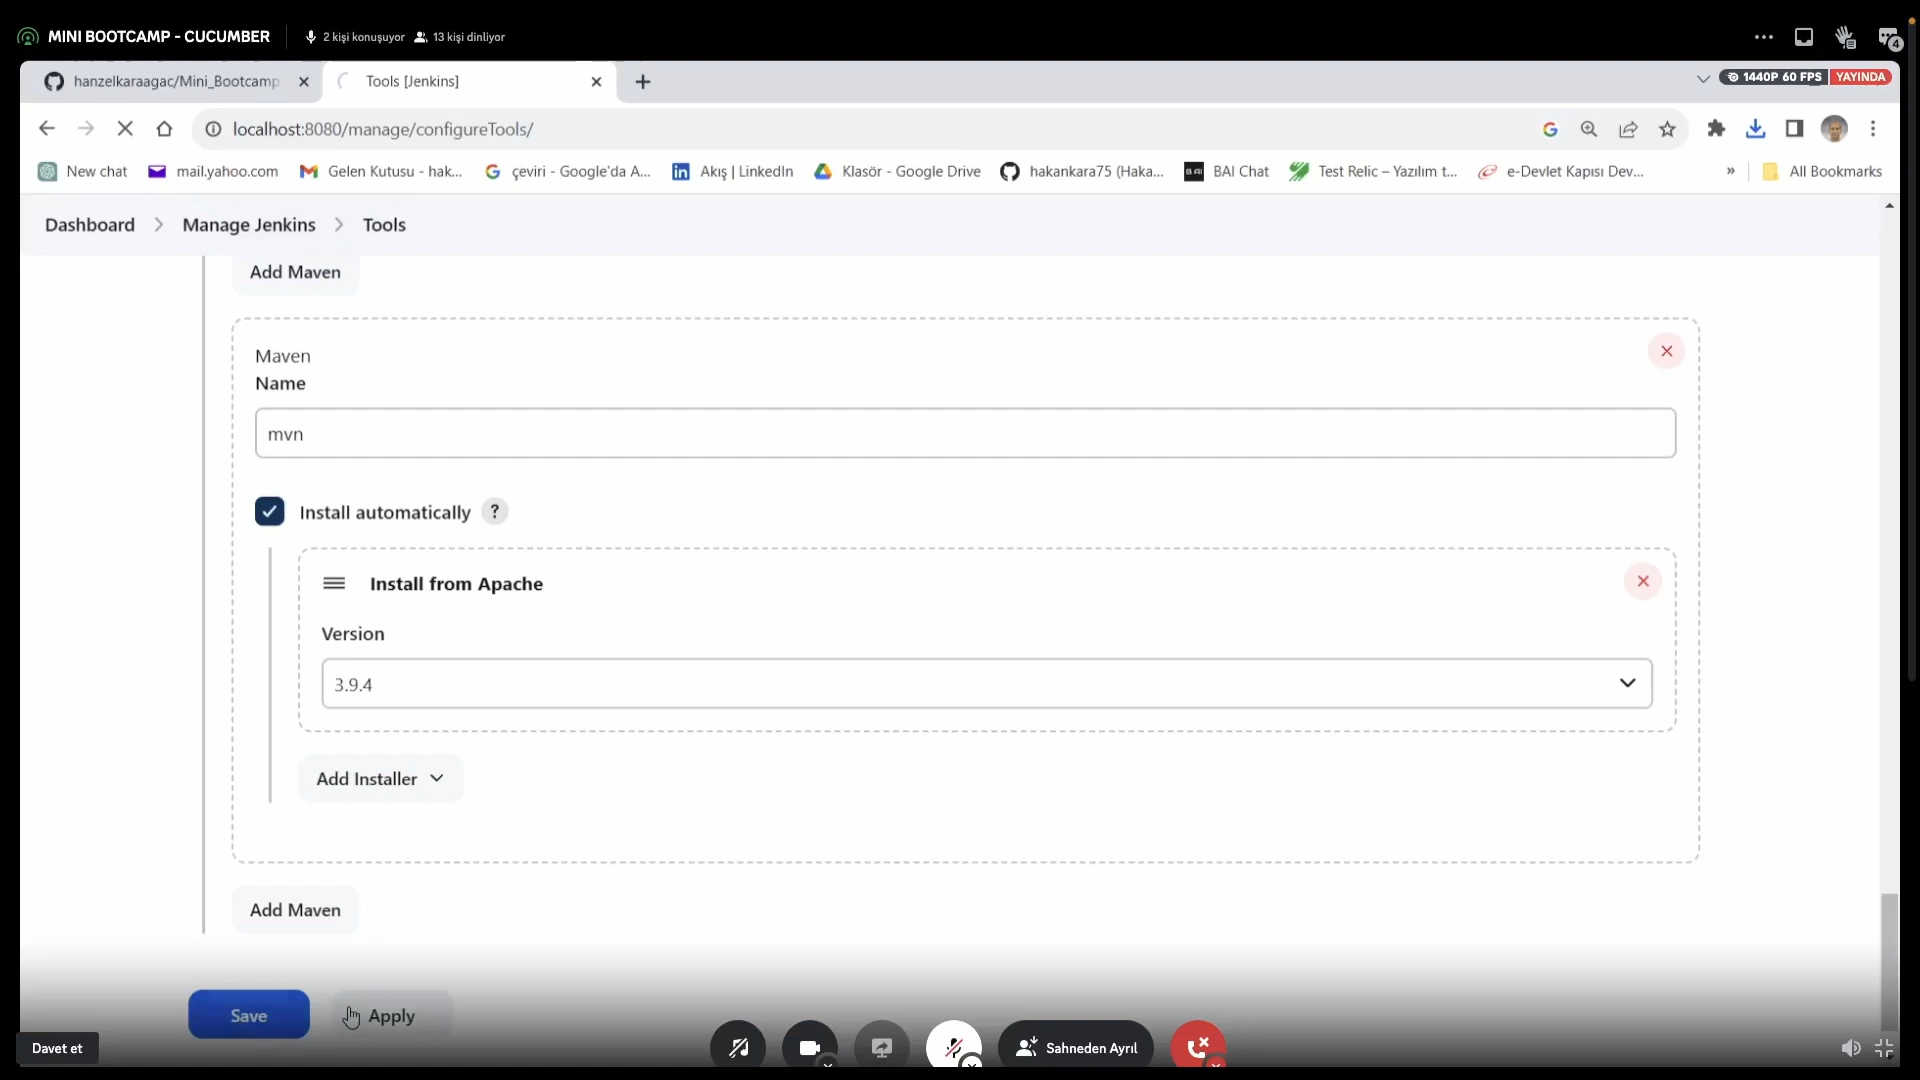 MINI BOOTCAMP - CUCUMBER
2 kişi konuşuyor
13 kişi dinliyor
4
hanzelkaraagac/Mini_Bootcamp
Tools [Jenkins]
1440P 60 FPS
YAYINDA
localhost:8080/manage/configureTools/
New chat
mail.yahoo.com
Gelen Kutusu - hak...
çeviri - Google'da A...
Akış | LinkedIn
Klasör - Google Drive
hakankara75 (Haka...
BAI
BAI Chat
Test Relic – Yazılım t...
e-Devlet Kapısı Dev...
»
All Bookmarks
Dashboard > Manage Jenkins > Tools
Add Maven
Maven
Name
mvn
Install automatically ?
Install from Apache
Version
3.9.4
Add Installer
Add Maven
Save
Apply
Davet et
Sahneden Ayrıl